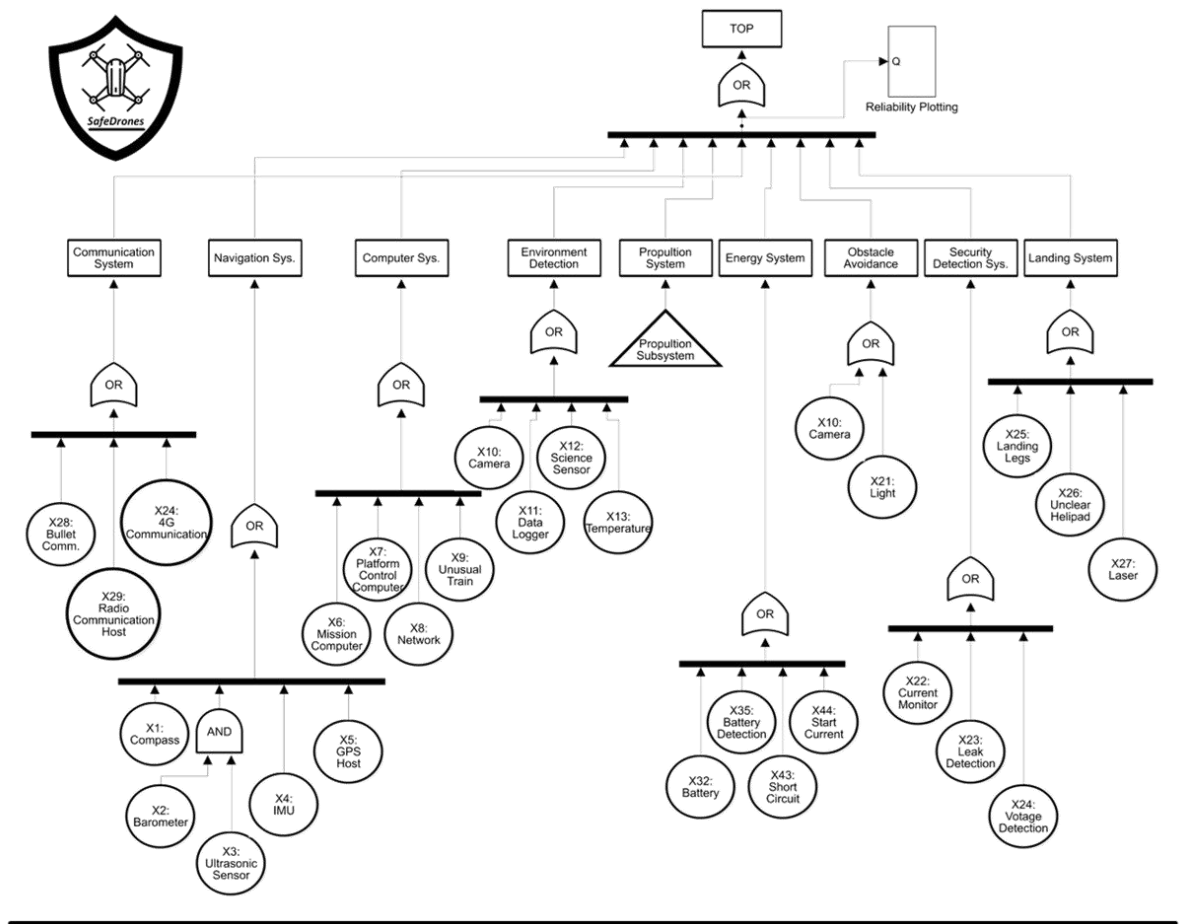 TOP
OR
Q
Reliability Plotting
SafeDrones
Communication
System
Navigation Sys.
Computer Sys.
Environment
Detection
Propultion
System
Energy System
Obstacle
Avoidance
Security
Detection Sys.
Landing System
OR
OR
OR
OR
Propultion
Subsystem
OR
X28:
Bullet
Comm.
X24:
4G
Communication
X29:
Radio
Communication
Host
OR
X6:
Mission
Computer
X7:
Platform
Control
Computer
X8:
Network
X9:
Unusual
Train
X10:
Camera
X11:
Data
Logger
X12:
Science
Sensor
X13:
Temperature
X10:
Camera
X21:
Light
X25:
Landing
Legs
X26:
Unclear
Helipad
X27:
Laser
OR
OR
X1:
Compass
AND
X2:
Barometer
X3:
Ultrasonic
Sensor
X4:
IMU
X5:
GPS
Host
X32:
Battery
X35:
Battery
Detection
X43:
Short
Circuit
X44:
Start
Current
X22:
Current
Monitor
X23:
Leak
Detection
X24:
Votage
Detection